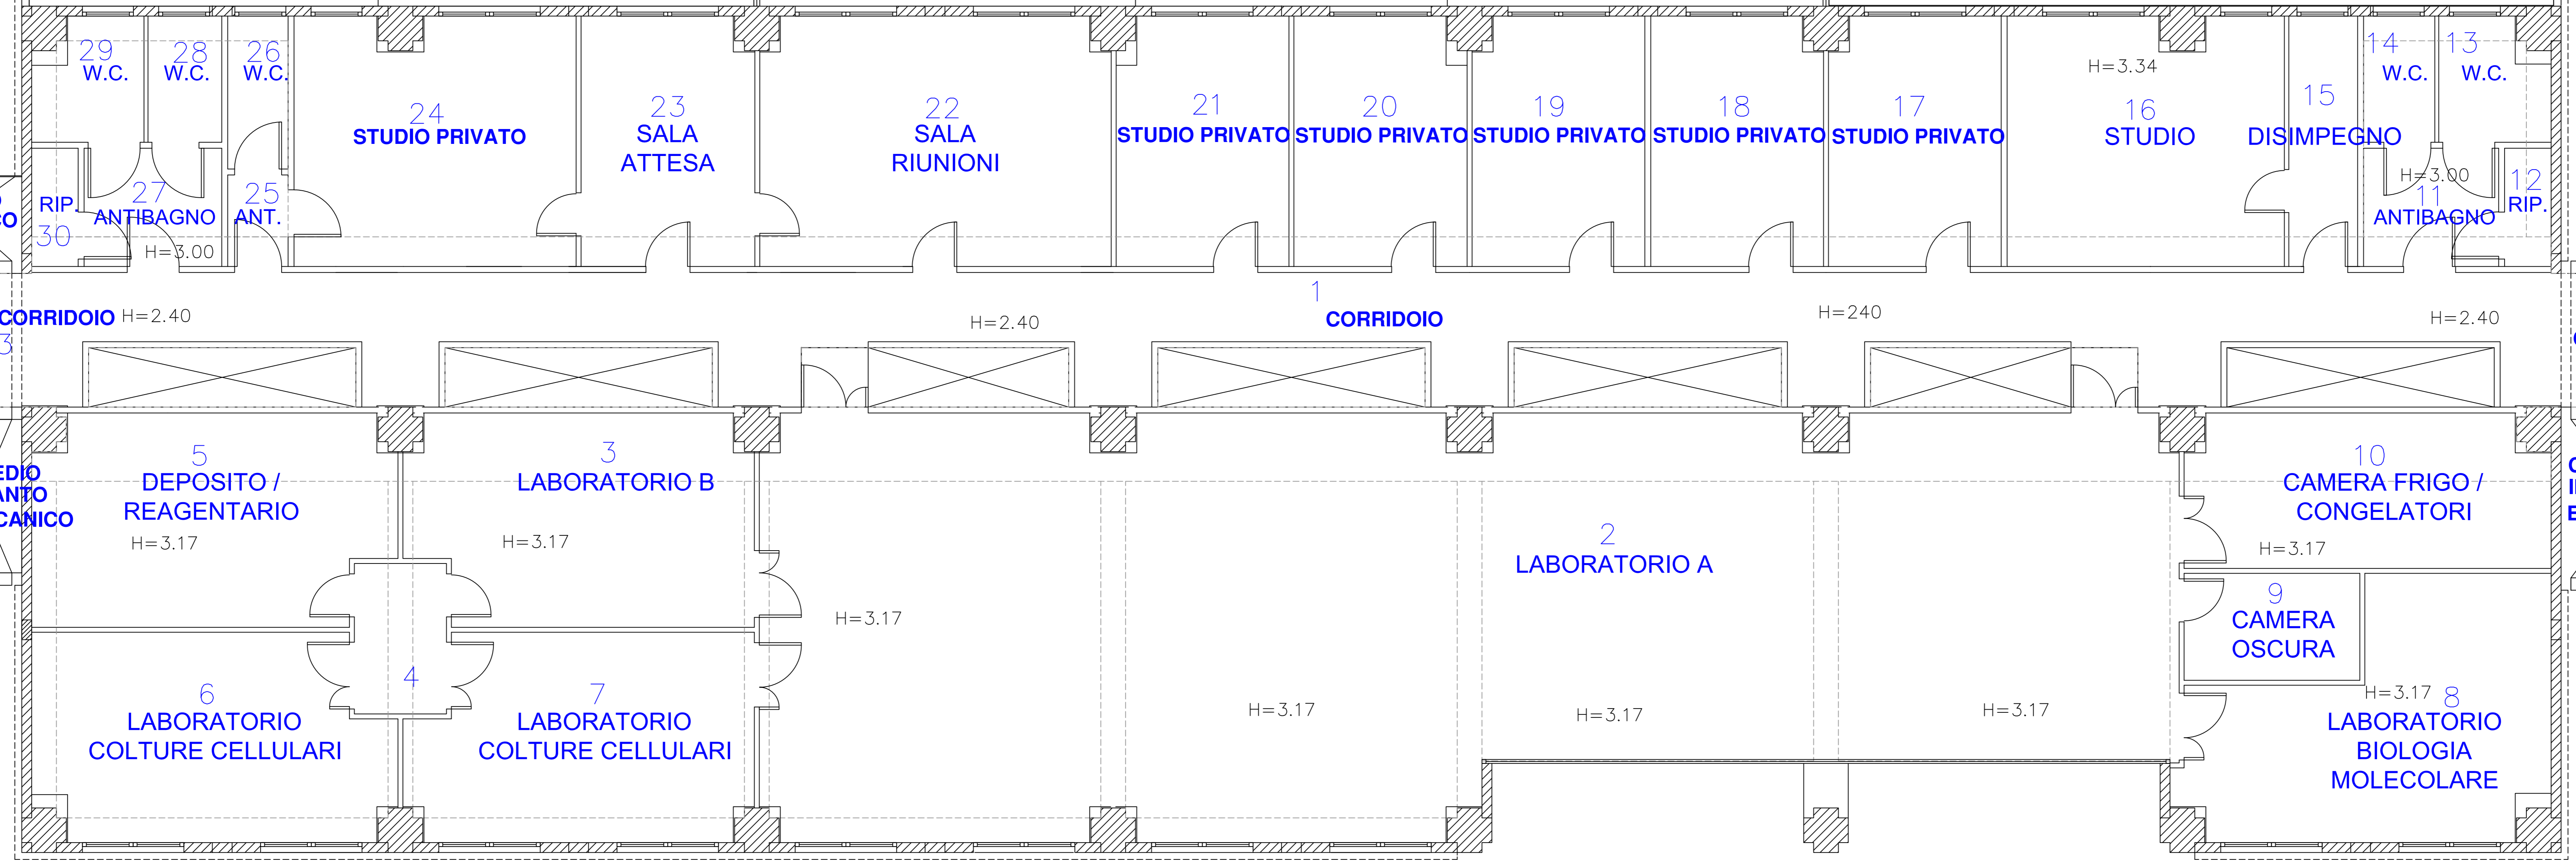 29
W.C.
28
W.C.
26
W.C.
24
STUDIO PRIVATO
23
SALA
ATTESA
22
SALA
RIUNIONI
21
STUDIO PRIVATO
20
STUDIO PRIVATO
19
STUDIO PRIVATO
18
STUDIO PRIVATO
17
STUDIO PRIVATO
H=3.34
16
STUDIO
15
DISIMPEGNO
14
W.C.
13
W.C.
RIP.
30
27
ANTIBAGNO
H=3.00
25
ANT.
H=3.00
11
ANTIBAGNO
12
RIP.
CO
CORRIDOIO
3
H=2.40
H=2.40
1
CORRIDOIO
H=240
H=2.40
EDIO
ANTO
CANICO
5
DEPOSITO /
REAGENTARIO
H=3.17
3
LABORATORIO B
H=3.17
2
LABORATORIO A
H=3.17
10
CAMERA FRIGO /
CONGELATORI
H=3.17
9
CAMERA
OSCURA
4
6
LABORATORIO
COLTURE CELLULARI
7
LABORATORIO
COLTURE CELLULARI
H=3.17
H=3.17
H=3.17
H=3.17
8
LABORATORIO
BIOLOGIA
MOLECOLARE